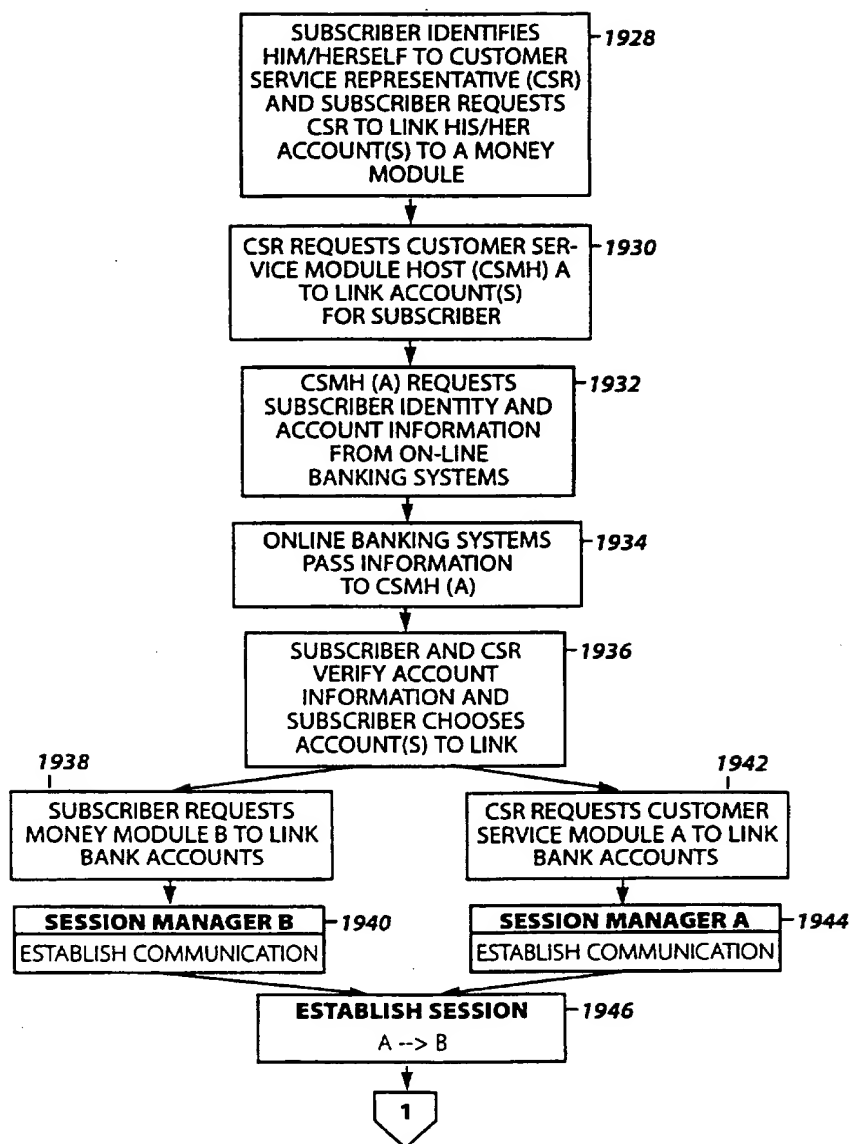 SUBSCRIBER IDENTIFIES
HIM/HERSELF TO CUSTOMER
SERVICE REPRESENTATIVE (CSR)
AND SUBSCRIBER REQUESTS
CSR TO LINK HIS/HER
ACCOUNT(S) TO A MONEY
MODULE
1928
CSR REQUESTS CUSTOMER SER-
VICE MODULE HOST (CSMH) A
TO LINK ACCOUNT(S)
FOR SUBSCRIBER
1930
CSMH (A) REQUESTS
SUBSCRIBER IDENTITY AND
ACCOUNT INFORMATION
FROM ON-LINE
BANKING SYSTEMS
1932
ONLINE BANKING SYSTEMS
PASS INFORMATION
TO CSMH (A)
1934
SUBSCRIBER AND CSR
VERIFY ACCOUNT
INFORMATION AND
SUBSCRIBER CHOOSES
ACCOUNT(S) TO LINK
1936
1938
SUBSCRIBER REQUESTS
MONEY MODULE B TO LINK
BANK ACCOUNTS
1942
CSR REQUESTS CUSTOMER
SERVICE MODULE A TO LINK
BANK ACCOUNTS
SESSION MANAGER B
1940
ESTABLISH COMMUNICATION
SESSION MANAGER A
1944
ESTABLISH COMMUNICATION
ESTABLISH SESSION
1946
A --> B
1